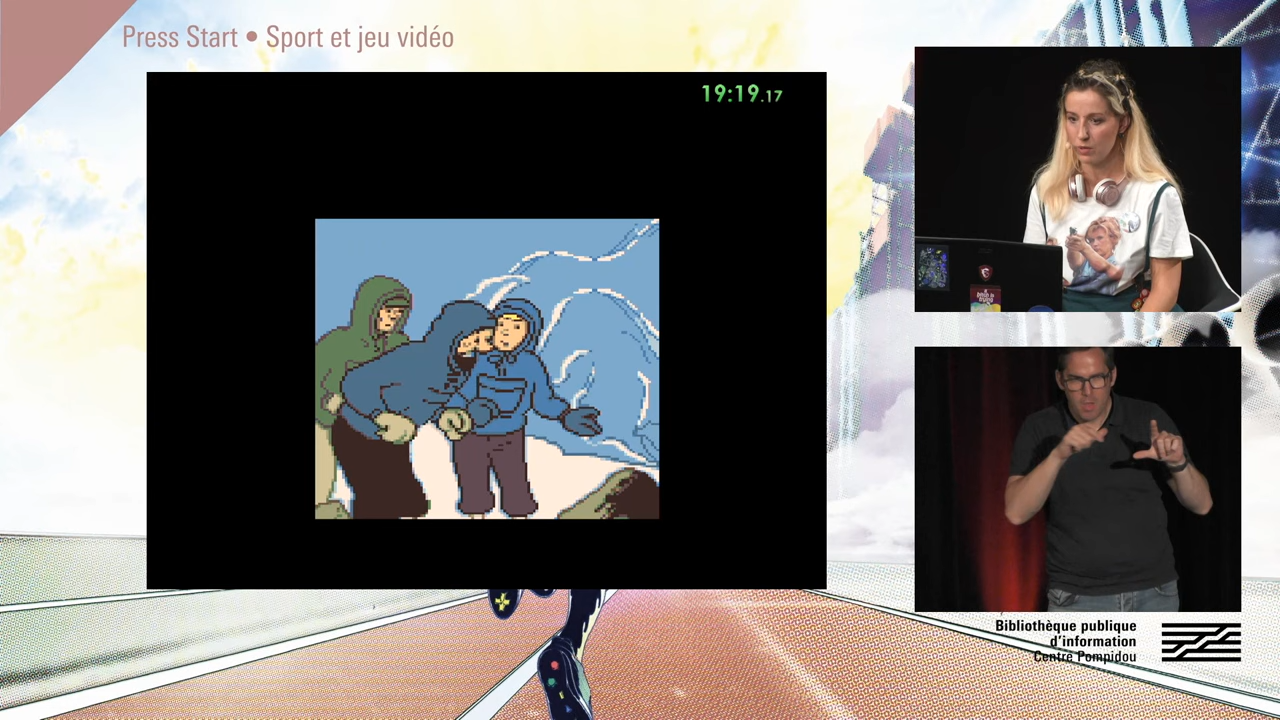 Press Start • Sport et jeu vidéo
19:19.17
Bibliothèque publique
d'information
Centre Pompidou